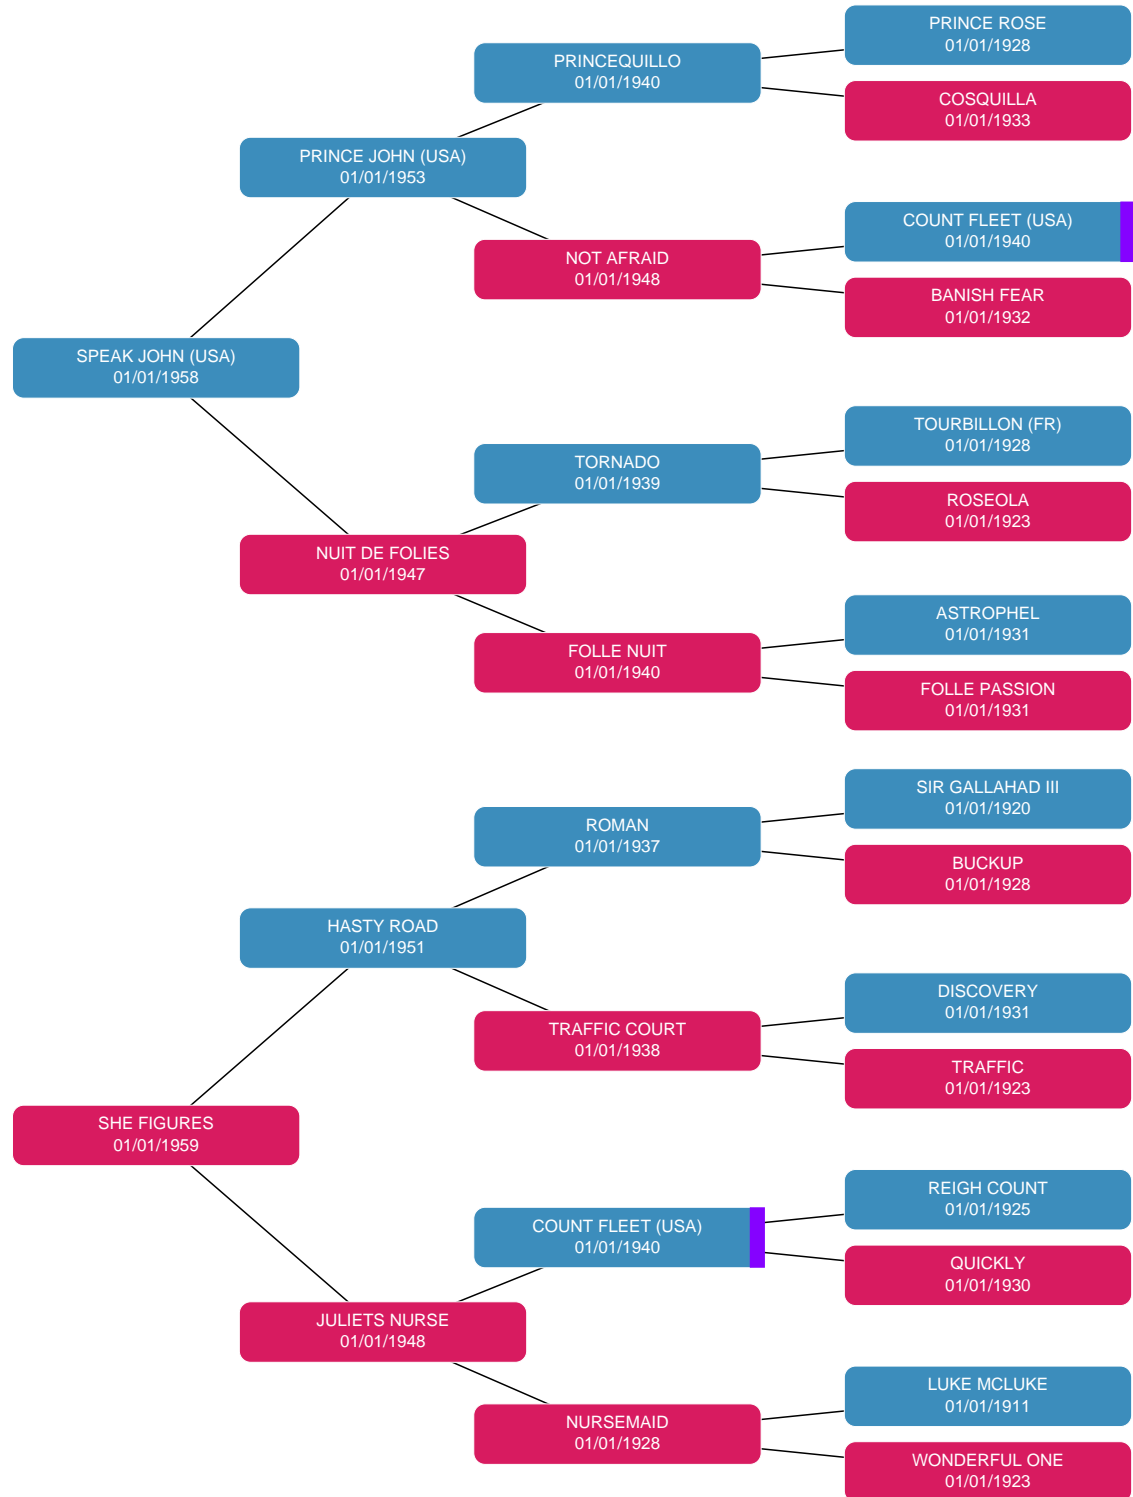 PRINCE ROSE
01/01/1928
PRINCEQUILLO
01/01/1940
COSQUILLA
01/01/1933
PRINCE JOHN (USA)
01/01/1953
COUNT FLEET (USA)
01/01/1940
NOT AFRAID
01/01/1948
BANISH FEAR
01/01/1932
SPEAK JOHN (USA)
01/01/1958
TOURBILLON (FR)
01/01/1928
TORNADO
01/01/1939
ROSEOLA
01/01/1923
NUIT DE FOLIES
01/01/1947
ASTROPHEL
01/01/1931
FOLLE NUIT
01/01/1940
FOLLE PASSION
01/01/1931
SIR GALLAHAD III
01/01/1920
ROMAN
01/01/1937
BUCKUP
01/01/1928
HASTY ROAD
01/01/1951
DISCOVERY
01/01/1931
TRAFFIC COURT
01/01/1938
TRAFFIC
01/01/1923
SHE FIGURES
01/01/1959
REIGH COUNT
01/01/1925
COUNT FLEET (USA)
01/01/1940
QUICKLY
01/01/1930
JULIETS NURSE
01/01/1948
LUKE MCLUKE
01/01/1911
NURSEMAID
01/01/1928
WONDERFUL ONE
01/01/1923